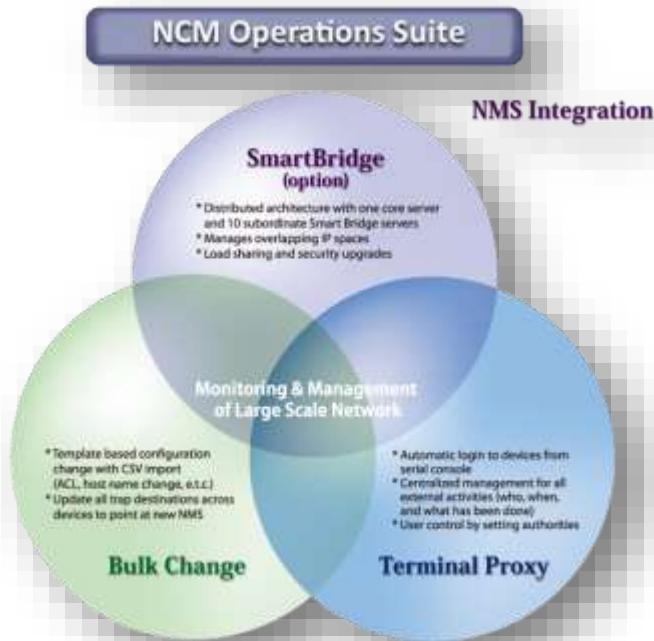 NCM Operations Suite
NMS Integration
SmartBridge
(option)
* Distributed architecture with one core server
and 10 subordinate Smart Bridge servers
* Manages overlapping IP spaces
* Load sharing and security upgrades
Monitoring & Management
of Large Scale Network
* Template based configuration
change with CSV import
(ACL, host name change, e.t.c.)
* Update all trap destinations across
devices to point at new NMS
Bulk Change
* Automatic login to devices from
serial console
* Centralized management for all
external activities (who, when,
and what has been done)
* User control by setting authorities
Terminal Proxy